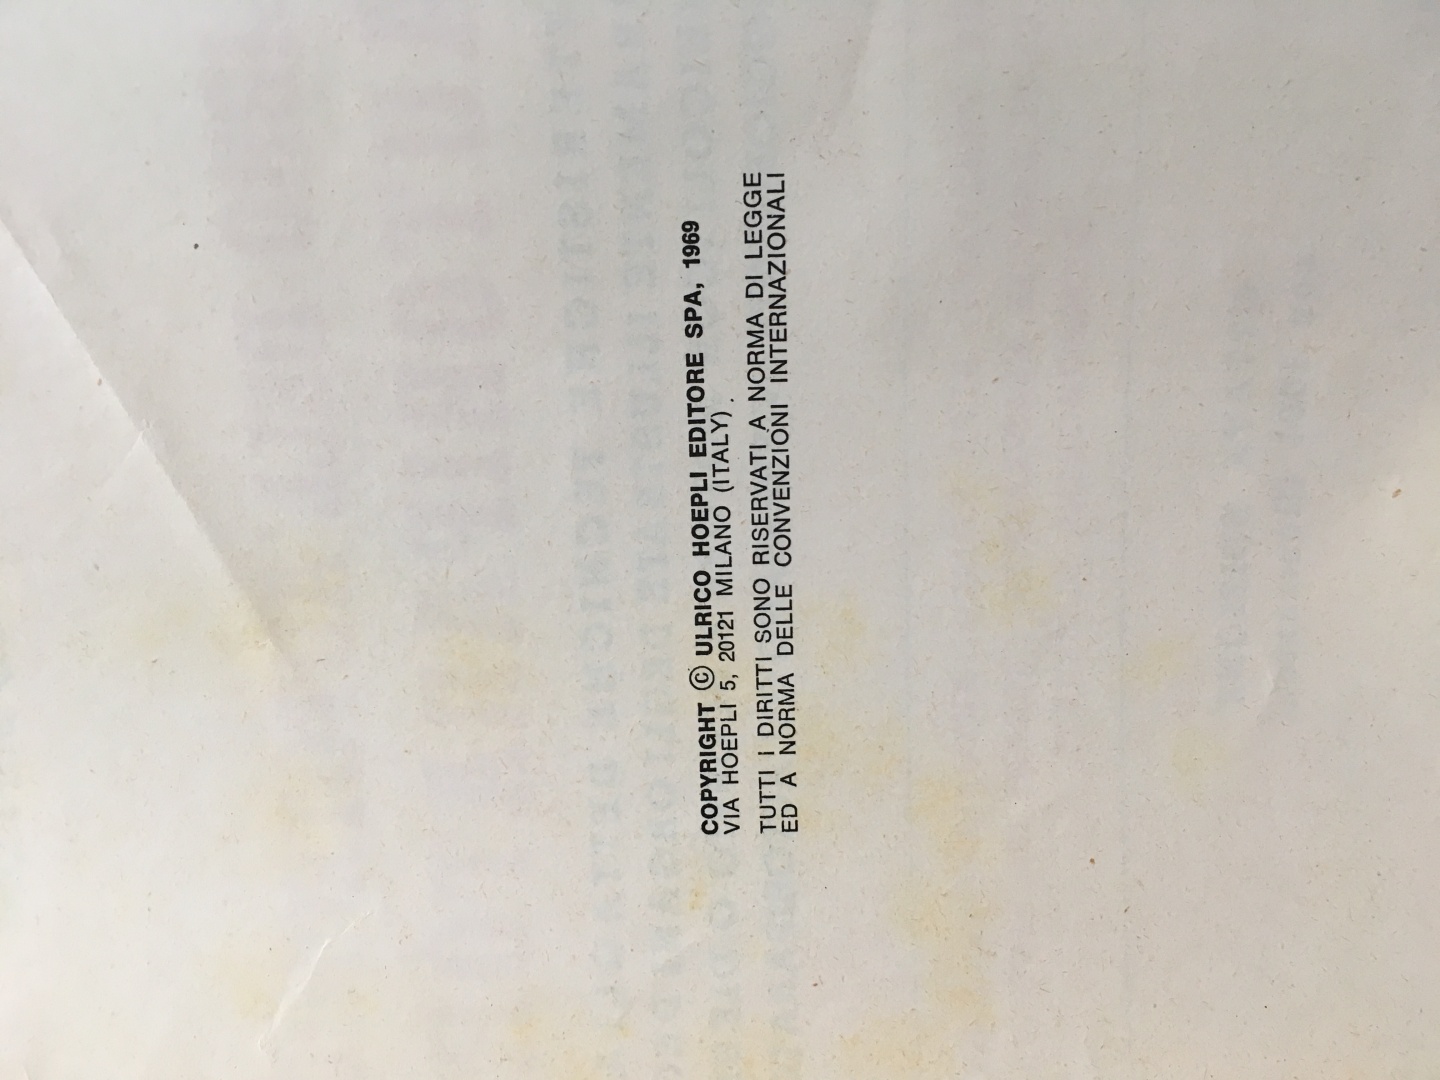 COPYRIGHT © ULRICO HOEPLI EDITORE SPA, 1969
VIA HOEPLI 5, 20121 MILANO (ITALY).
TUTTI I DIRITTI SONO RISERVATI A NORMA DI LEGGE
ED A NORMA DELLE CONVENZIONI INTERNAZIONALI